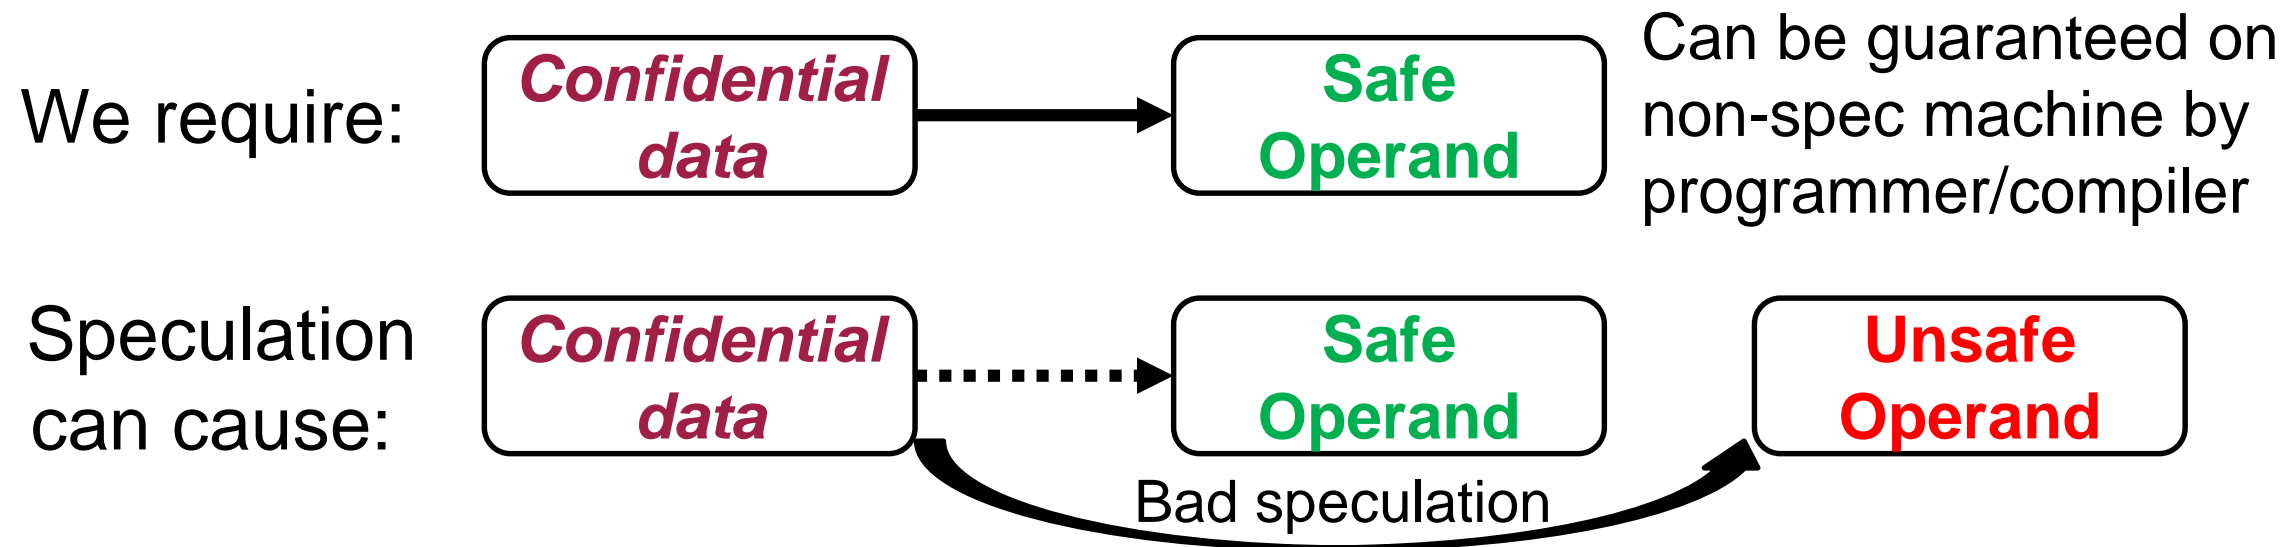 We require:
Confidential
data
Safe
Operand
Can be guaranteed on
non-spec machine by
programmer/compiler
Speculation
can cause:
Confidential
data
Safe
Operand
Unsafe
Operand
Bad speculation